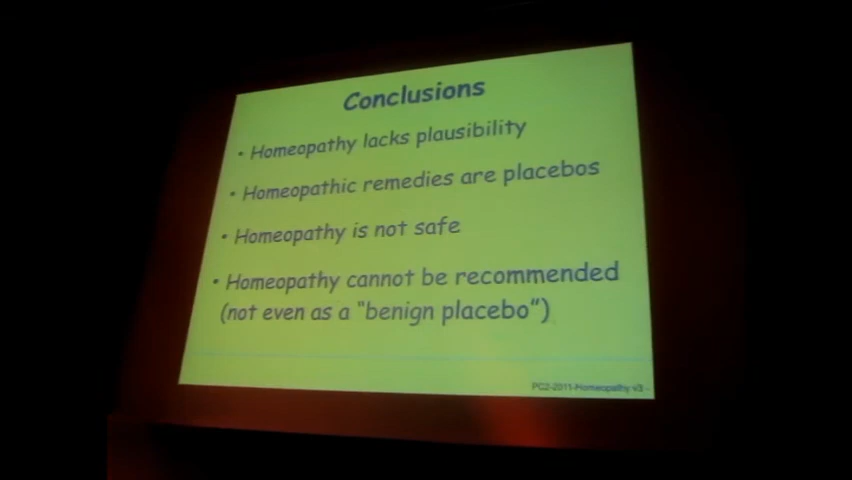 Conclusions
• Homeopathy lacks plausibility
• Homeopathic remedies are placebos
• Homeopathy is not safe
• Homeopathy cannot be recommended
(not even as a “benign placebo”)
PC2-2011-Homeopathy v3 -